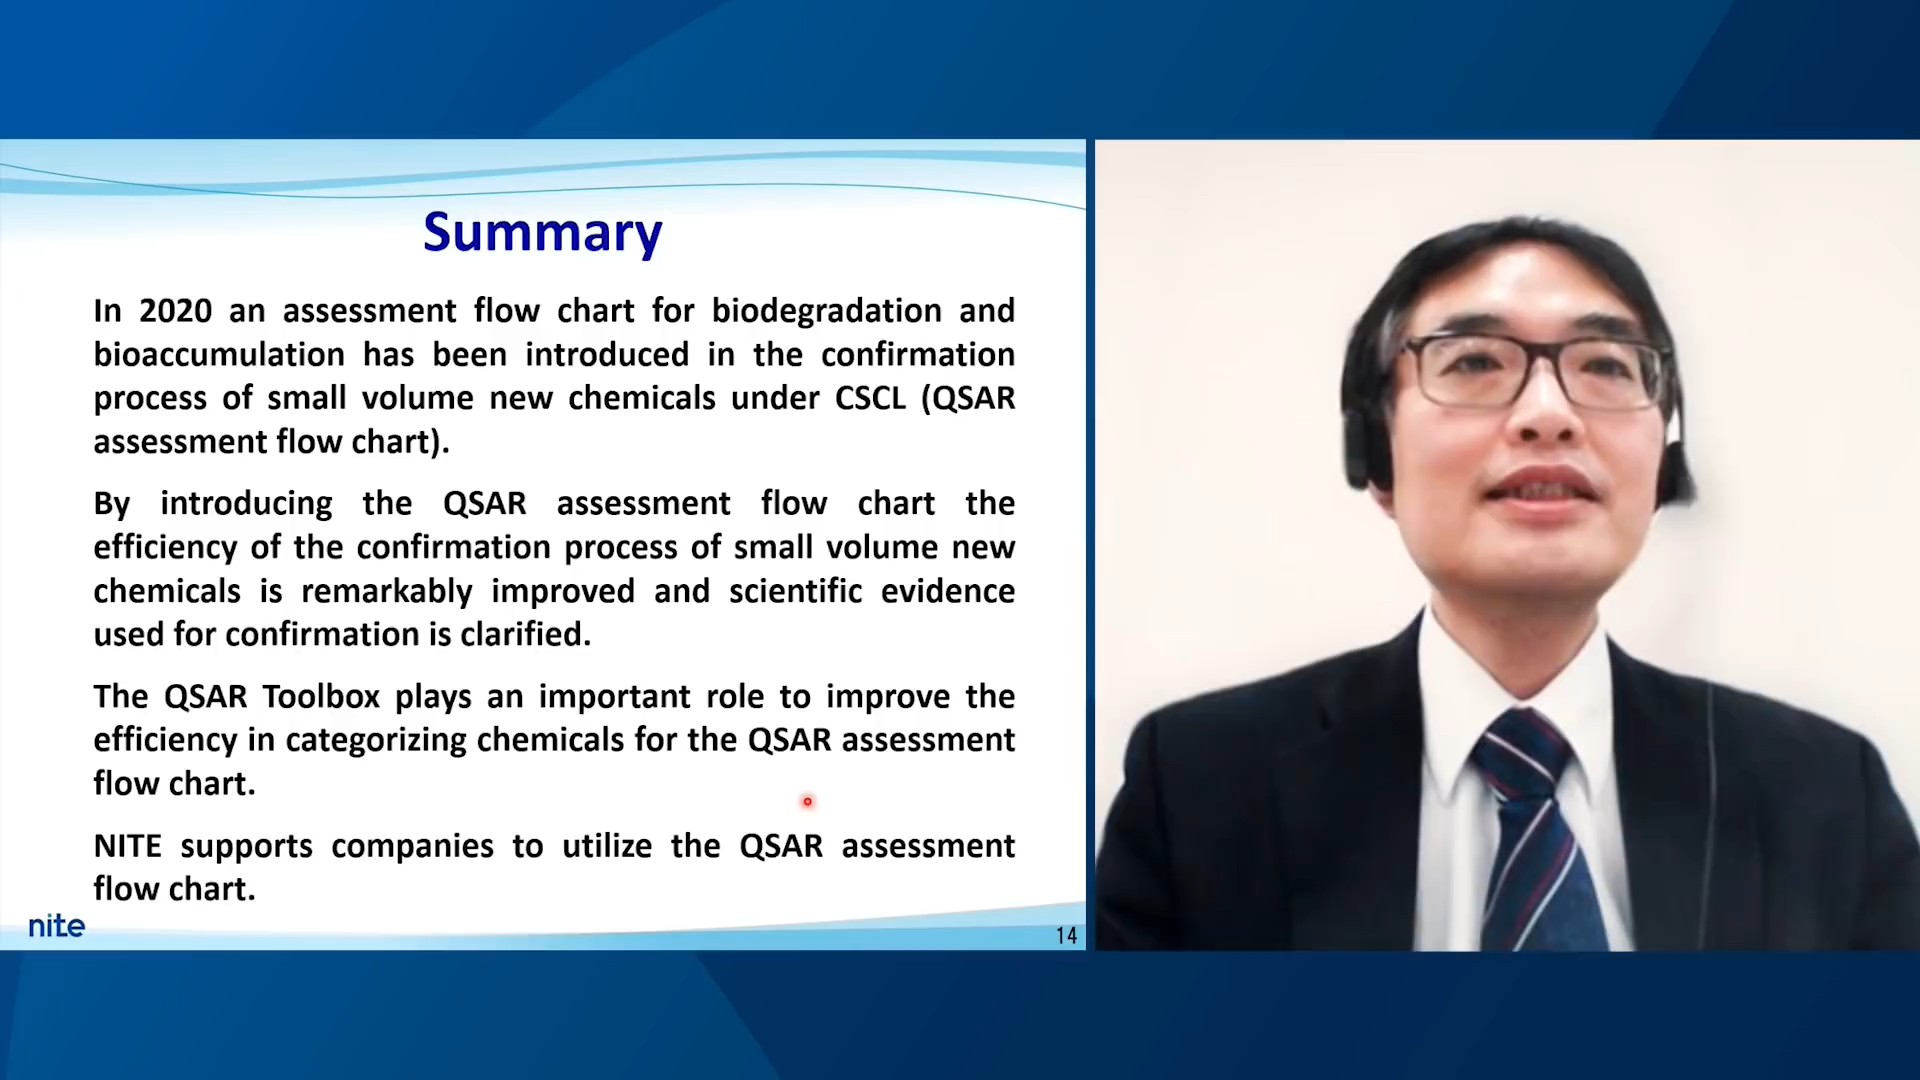 Summary
In 2020 an assessment flow chart for biodegradation and
bioaccumulation has been introduced in the confirmation
process of small volume new chemicals under CSCL (QSAR
assessment flow chart).
By introducing the QSAR assessment flow chart the
efficiency of the confirmation process of small volume new
chemicals is remarkably improved and scientific evidence
used for confirmation is clarified.
The QSAR Toolbox plays an important role to improve the
efficiency in categorizing chemicals for the QSAR assessment
flow chart.
NITE supports companies to utilize the QSAR assessment
flow chart.
nite
14